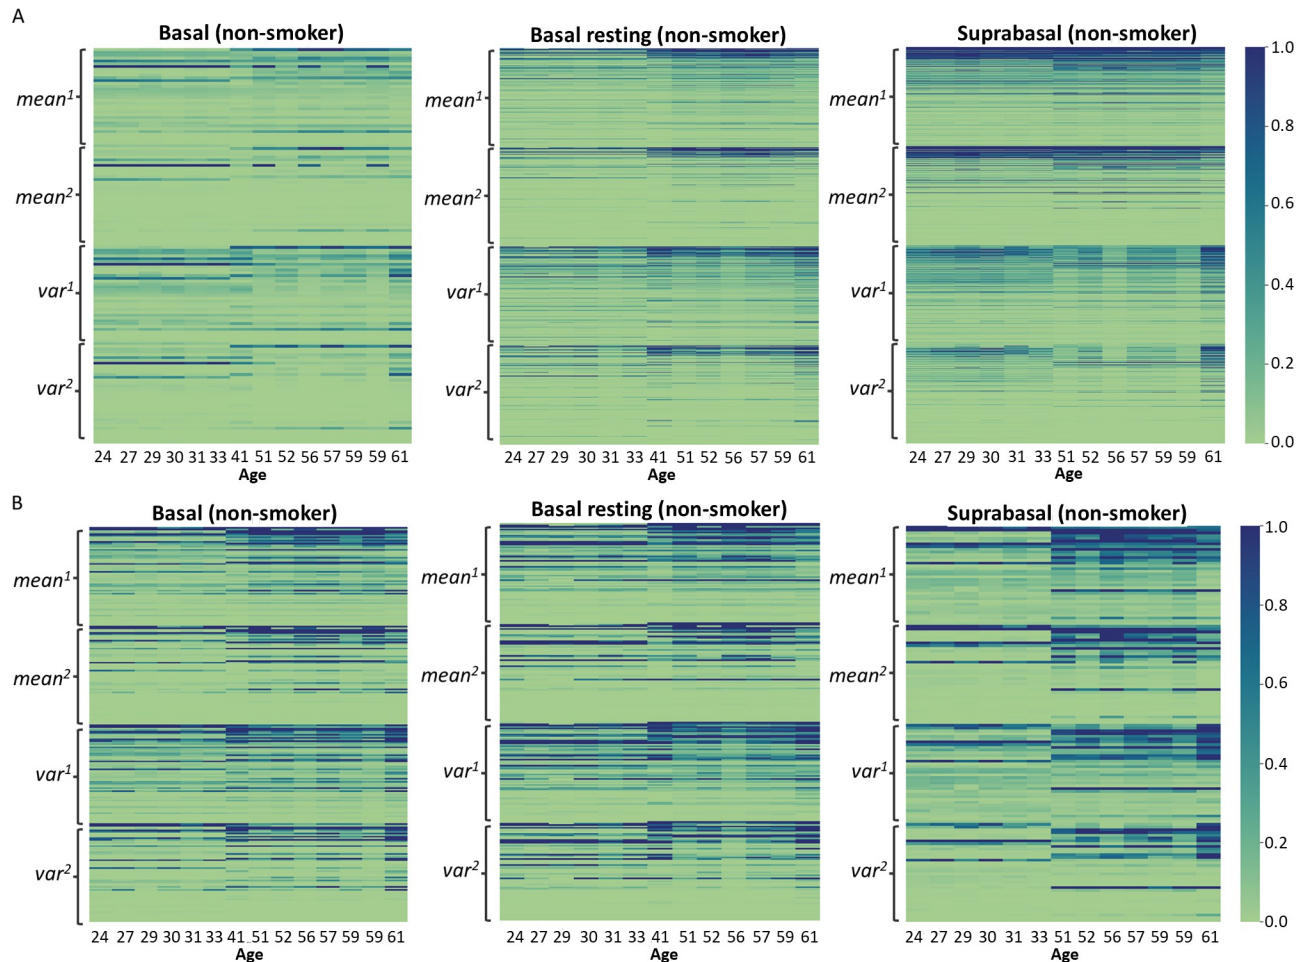 A
Basal (non-smoker)
Basal resting (non-smoker)
Suprabasal (non-smoker)
mean¹
mean²
var¹
var²
24 27 29 30 31 33 41 51 52 56 57 59 59 61
Age
mean¹
mean²
var¹
var²
24 27 29 30 31 33 41 51 52 56 57 59 59 61
Age
mean¹
mean²
var¹
var²
24 27 29 30 31 33 51 52 56 57 59 59 61
Age
1.0
0.8
0.6
0.4
0.2
0.0
B
Basal (non-smoker)
Basal resting (non-smoker)
Suprabasal (non-smoker)
mean¹
mean²
var¹
var²
24 27 29 30 31 33 41 51 52 56 57 59 59 61
Age
mean¹
mean²
var¹
var²
24 27 29 30 31 33 41 51 52 56 57 59 61
Age
mean¹
mean²
var¹
var²
24 27 29 30 31 33 51 52 56 57 59 59 61
Age
1.0
0.8
0.6
0.4
0.2
0.0